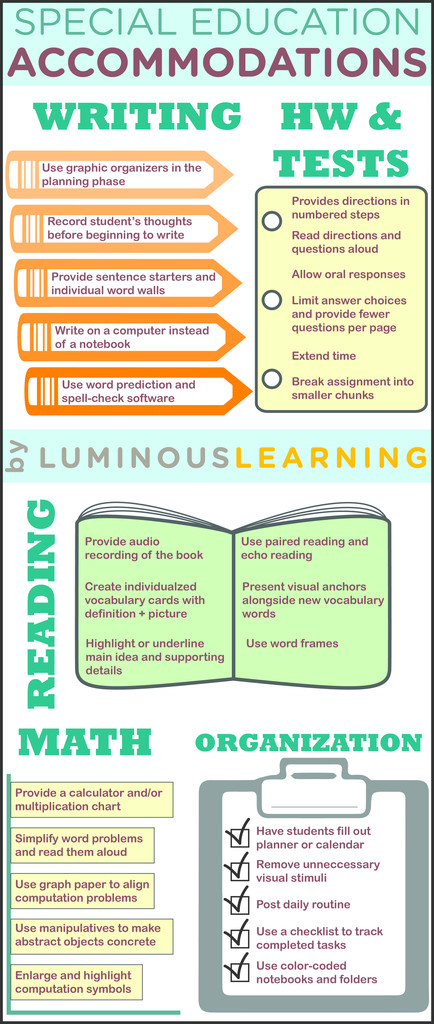 SPECIAL EDUCATION
ACCOMMODATIONS
WRITING
Use graphic organizers in the
planning phase
Record student's thoughts
before beginning to write
Provide sentence starters and
individual word walls
Write on a computer instead
of a notebook
Use word prediction and
spell-check software
HW &
TESTS
Provides directions in
numbered steps
Read directions and
questions aloud
Allow oral responses
Limit answer choices
and provide fewer
questions per page
Extend time
Break assignment into
smaller chunks
by LUMINOUSLEARNING
READING
Provide audio
recording of the book
Create individualzed
vocabulary cards with
definition + picture
Highlight or underline
main idea and supporting
details
Use paired reading and
echo reading
Present visual anchors
alongside new vocabulary
words
Use word frames
MATH
Provide a calculator and/or
multiplication chart
Simplify word problems
and read them aloud
Use graph paper to align
computation problems
Use manipulatives to make
abstract objects concrete
Enlarge and highlight
computation symbols
ORGANIZATION
Have students fill out
planner or calendar
Remove unneccessary
visual stimuli
Post daily routine
Use a checklist to track
completed tasks
Use color-coded
notebooks and folders